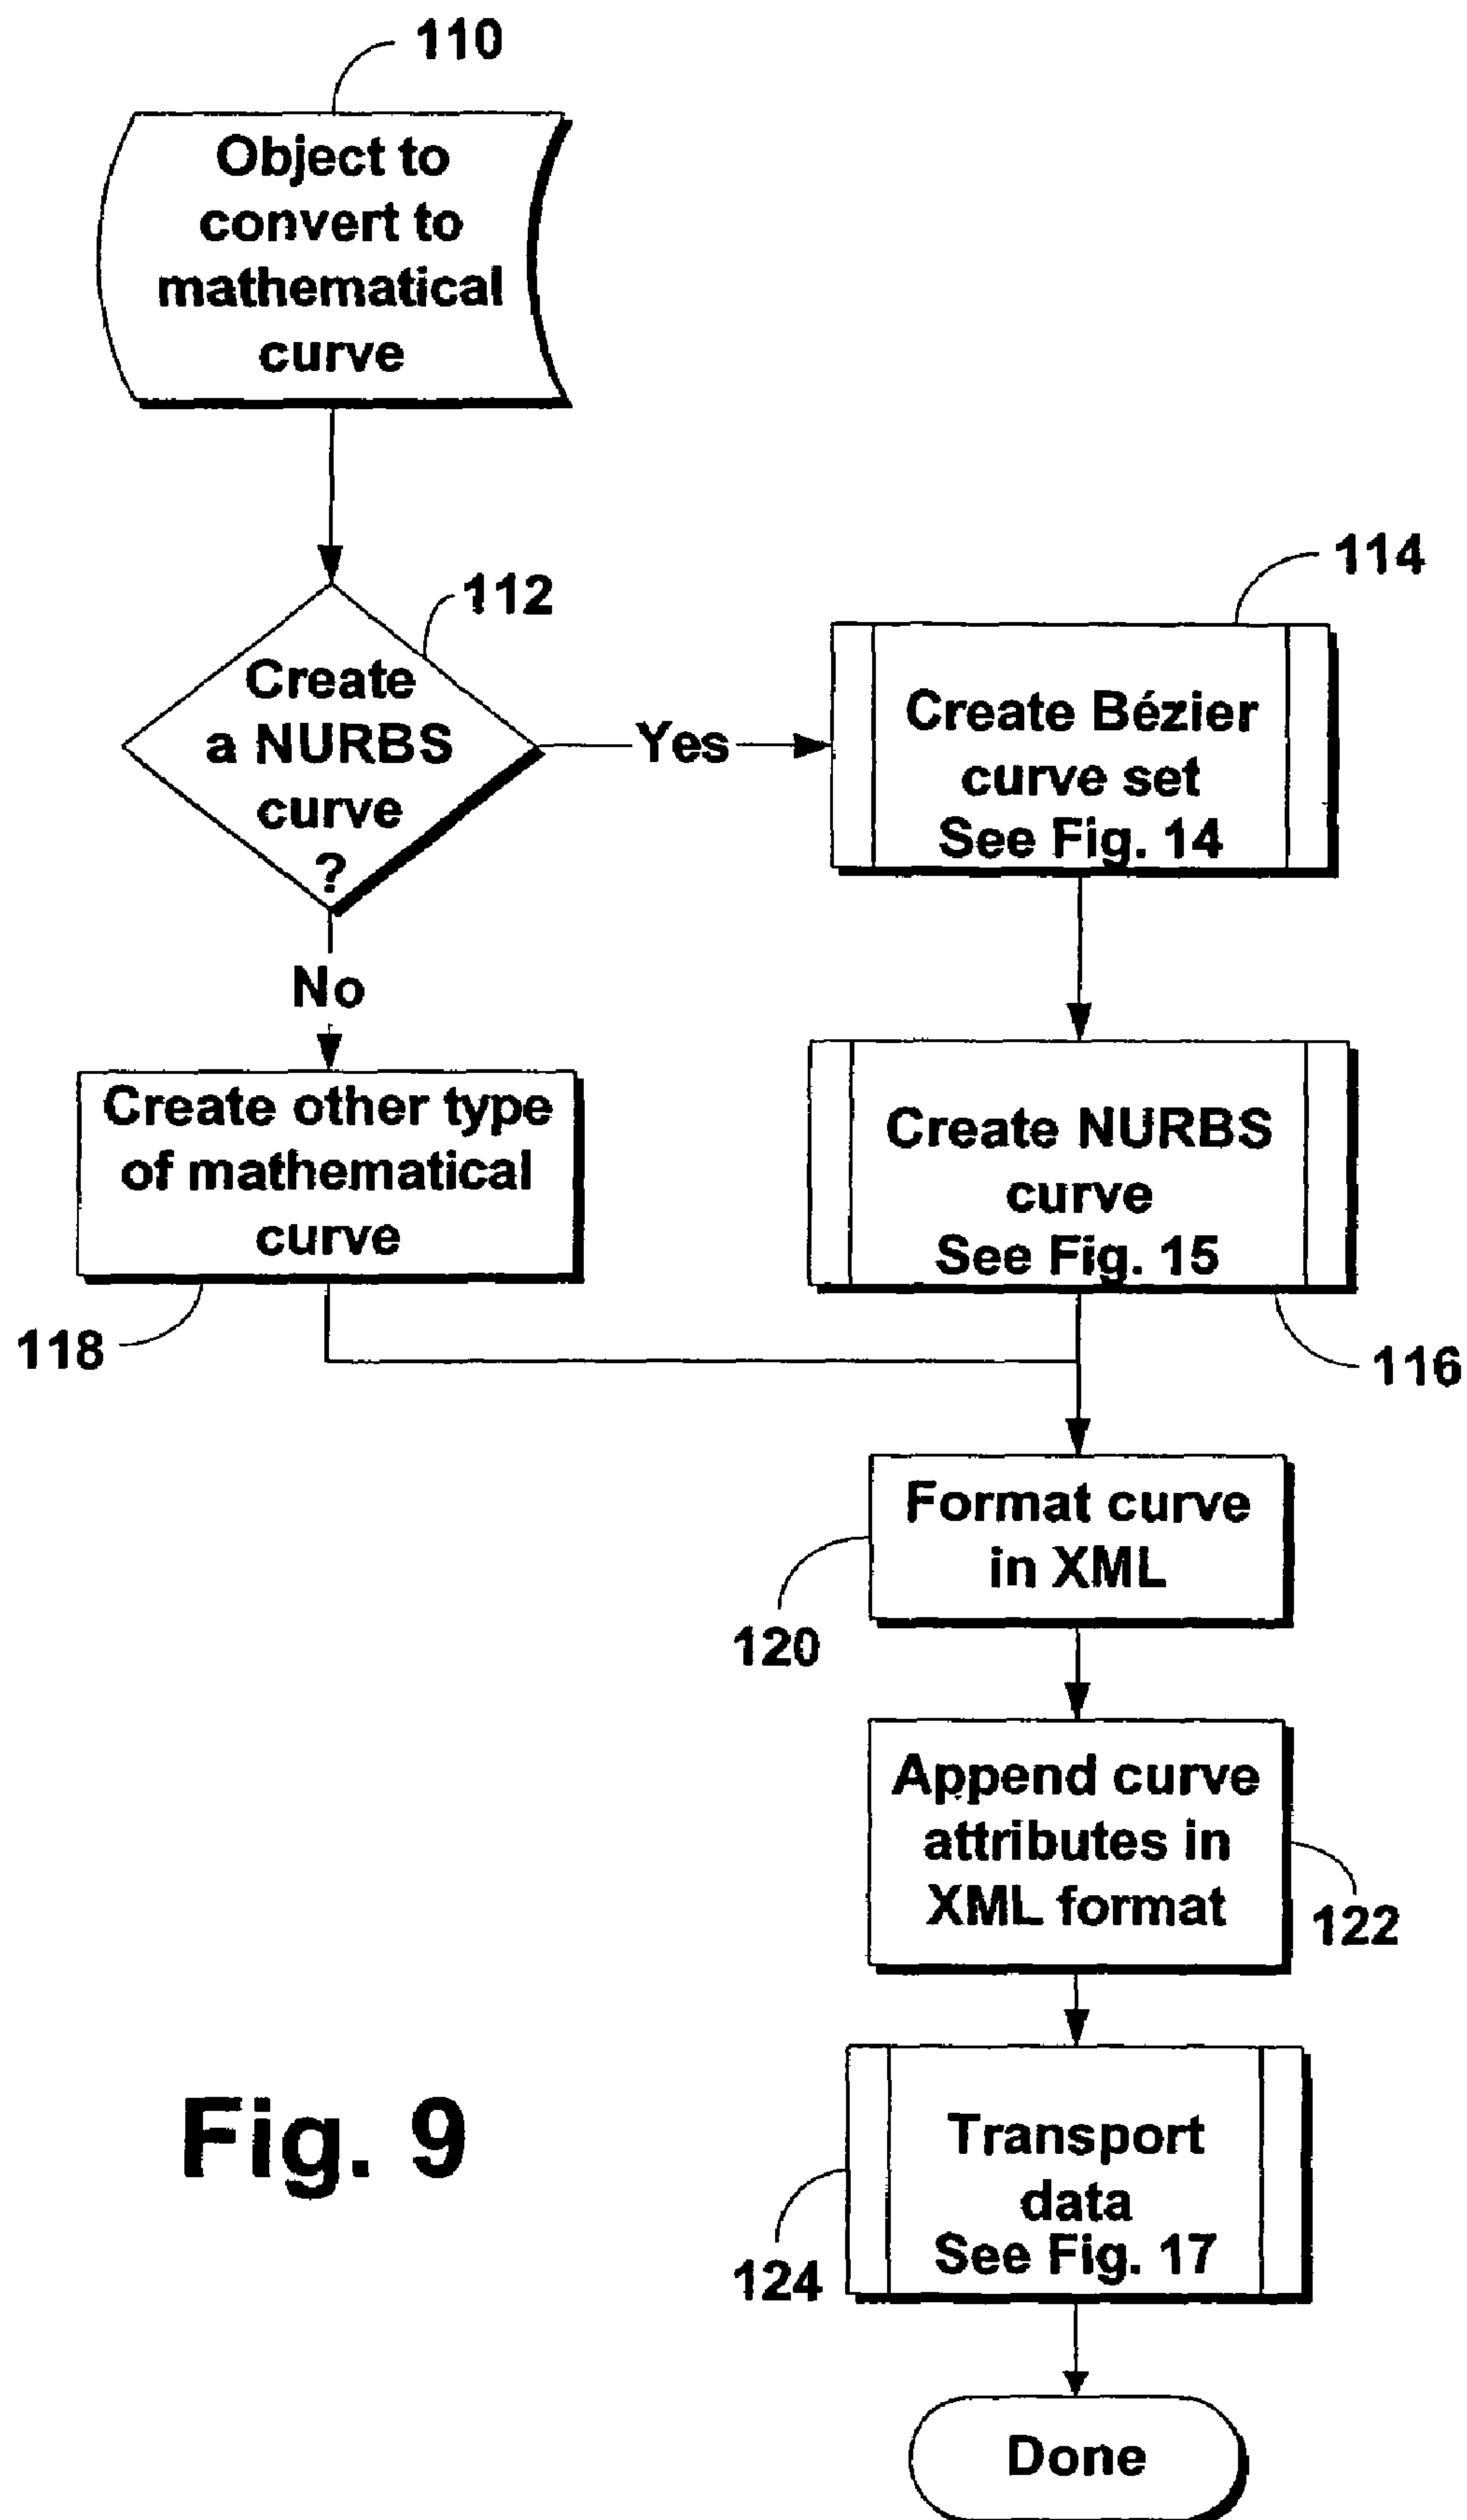 110
Object to
convert to
mathematical
curve
112
Create
a NURBS
curve
?
Yes
114
Create Bézier
curve set
See Fig. 14
No
Create other type
of mathematical
curve
118
Create NURBS
curve
See Fig. 15
116
Format curve
in XML
120
Append curve
attributes in
XML format
122
Transport
data
See Fig. 17
124
Done
Fig. 9